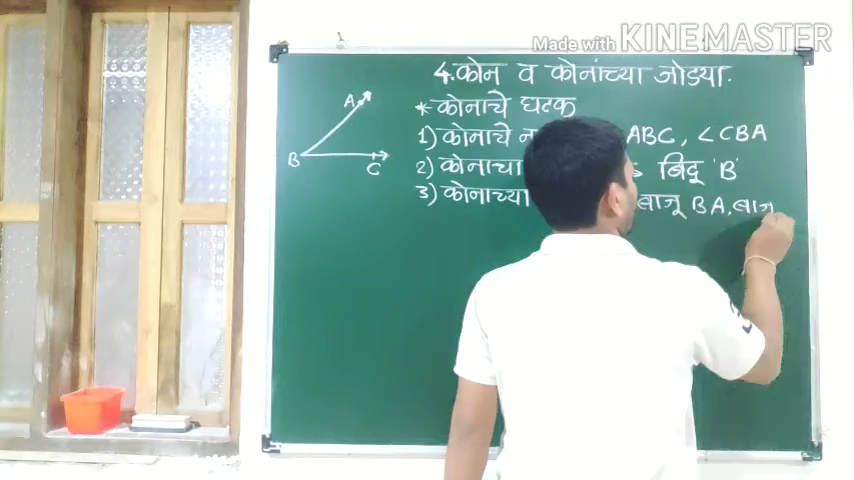 Made with KINEMASTER
4.कोन व कोनांच्या जोड्या.
* कोनाचे घटक
1) कोनाचे ABC, ∠CBA
2) कोनाचा बिंदू 'B'
3) कोनाच्या बाजू BA, बाजू
A
B
C